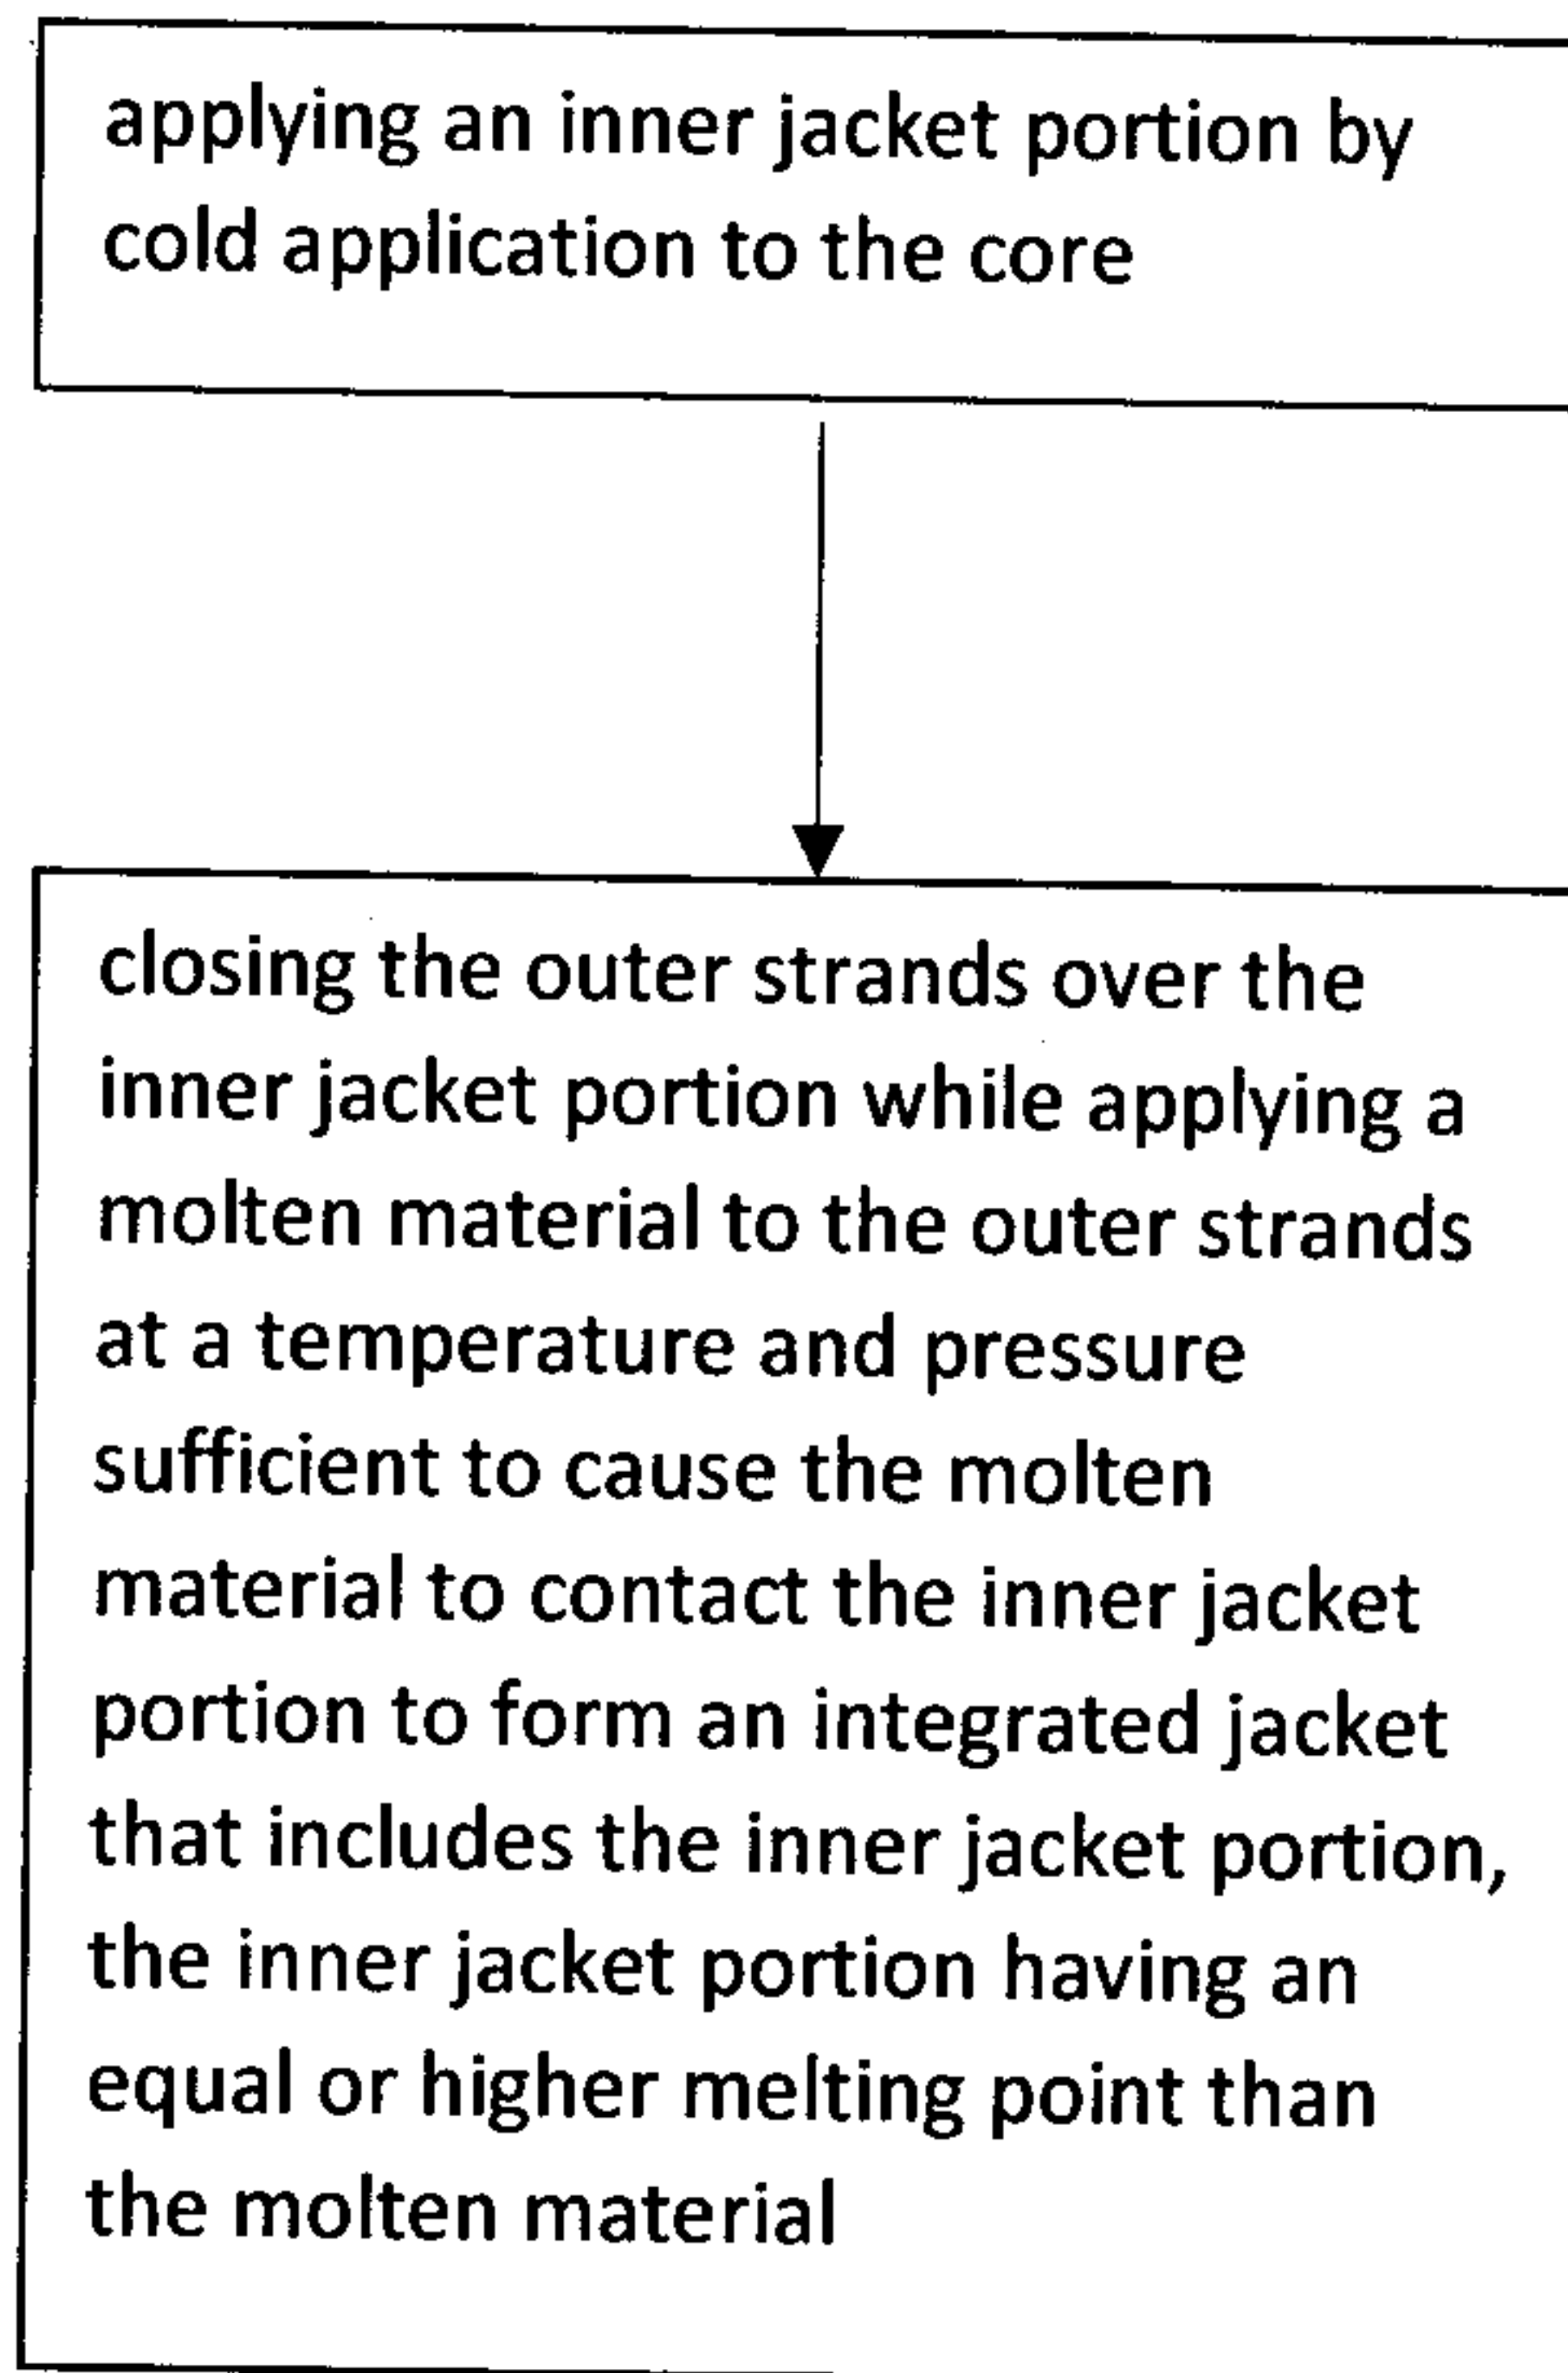 applying an inner jacket portion by
cold application to the core
closing the outer strands over the
inner jacket portion while applying a
molten material to the outer strands
at a temperature and pressure
sufficient to cause the molten
material to contact the inner jacket
portion to form an integrated jacket
that includes the inner jacket portion,
the inner jacket portion having an
equal or higher melting point than
the molten material